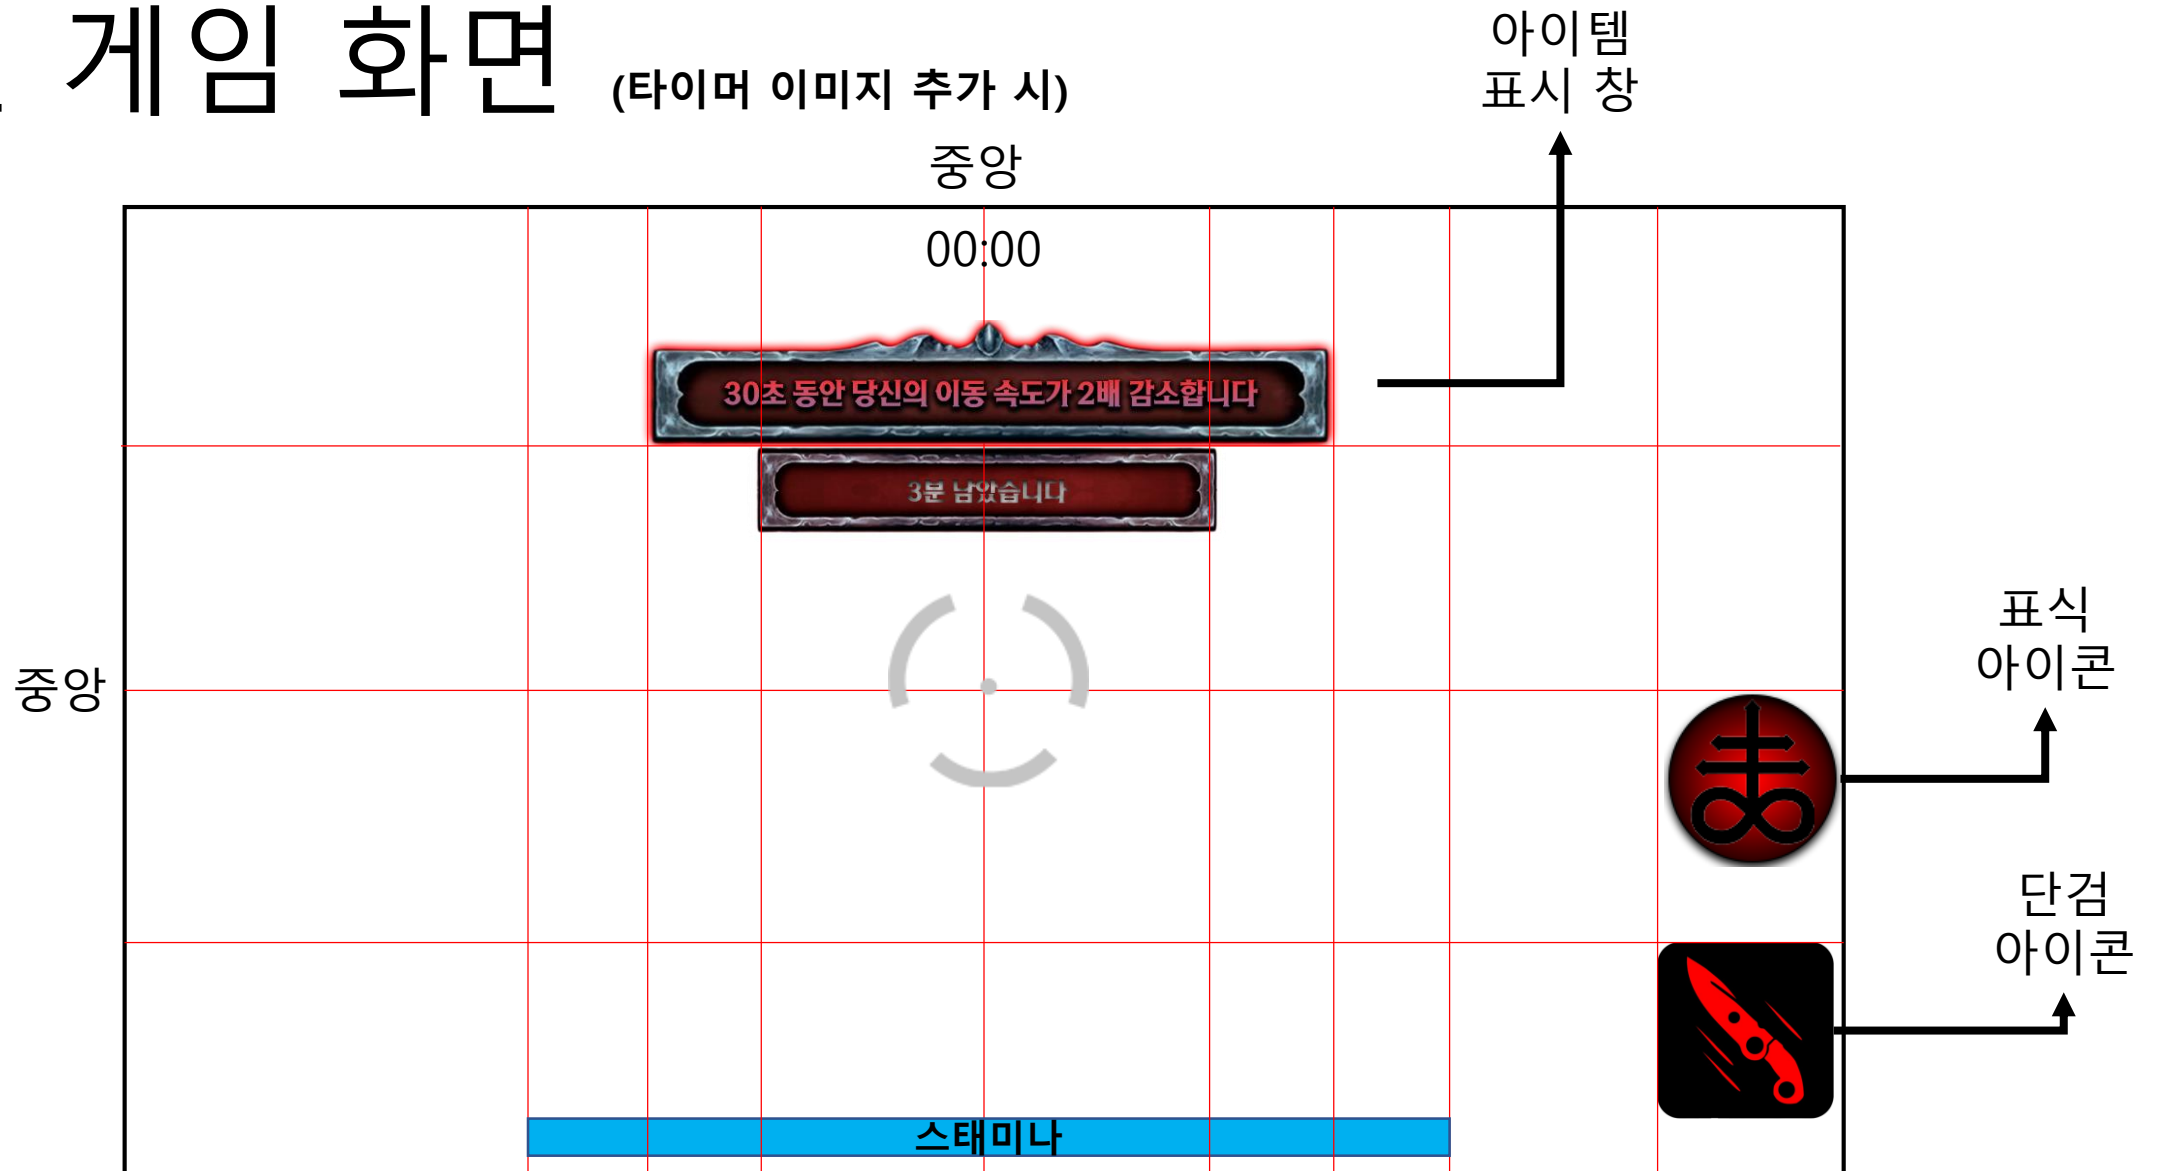 게임 화면 (타이머 이미지 추가 시)
아이템
표시 창
중앙
00:00
30초 동안 당신의 이동 속도가 2배 감소합니다
3분 남았습니다
중앙
표식
아이콘
단검
아이콘
스태미나